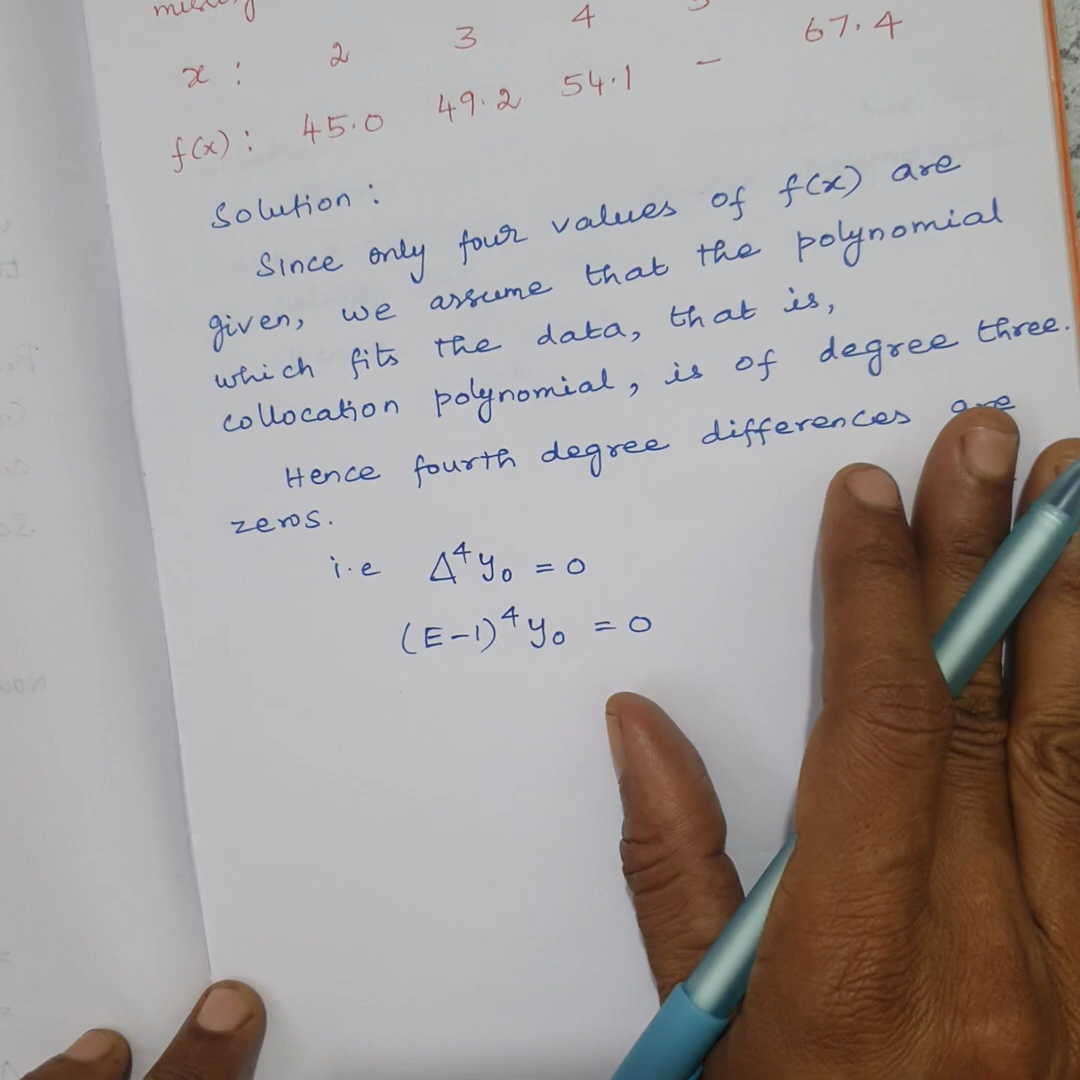 x : 2 3 4
f(x) : 45.0 49.2 54.1 – 67.4
Solution :
Since only four values of f(x) are
given, we assume that the polynomial
which fits the data, that is,
collocation polynomial, is of degree three.
Hence fourth degree differences are
zeros.
i.e Δ⁴y₀ = 0
(E-1)⁴y₀ = 0